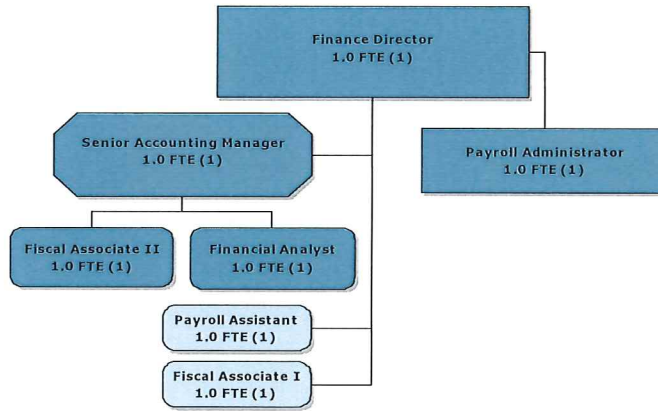 Finance Director
1.0 FTE (1)
Senior Accounting Manager
1.0 FTE (1)
Payroll Administrator
1.0 FTE (1)
Fiscal Associate II
1.0 FTE (1)
Financial Analyst
1.0 FTE (1)
Payroll Assistant
1.0 FTE (1)
Fiscal Associate I
1.0 FTE (1)